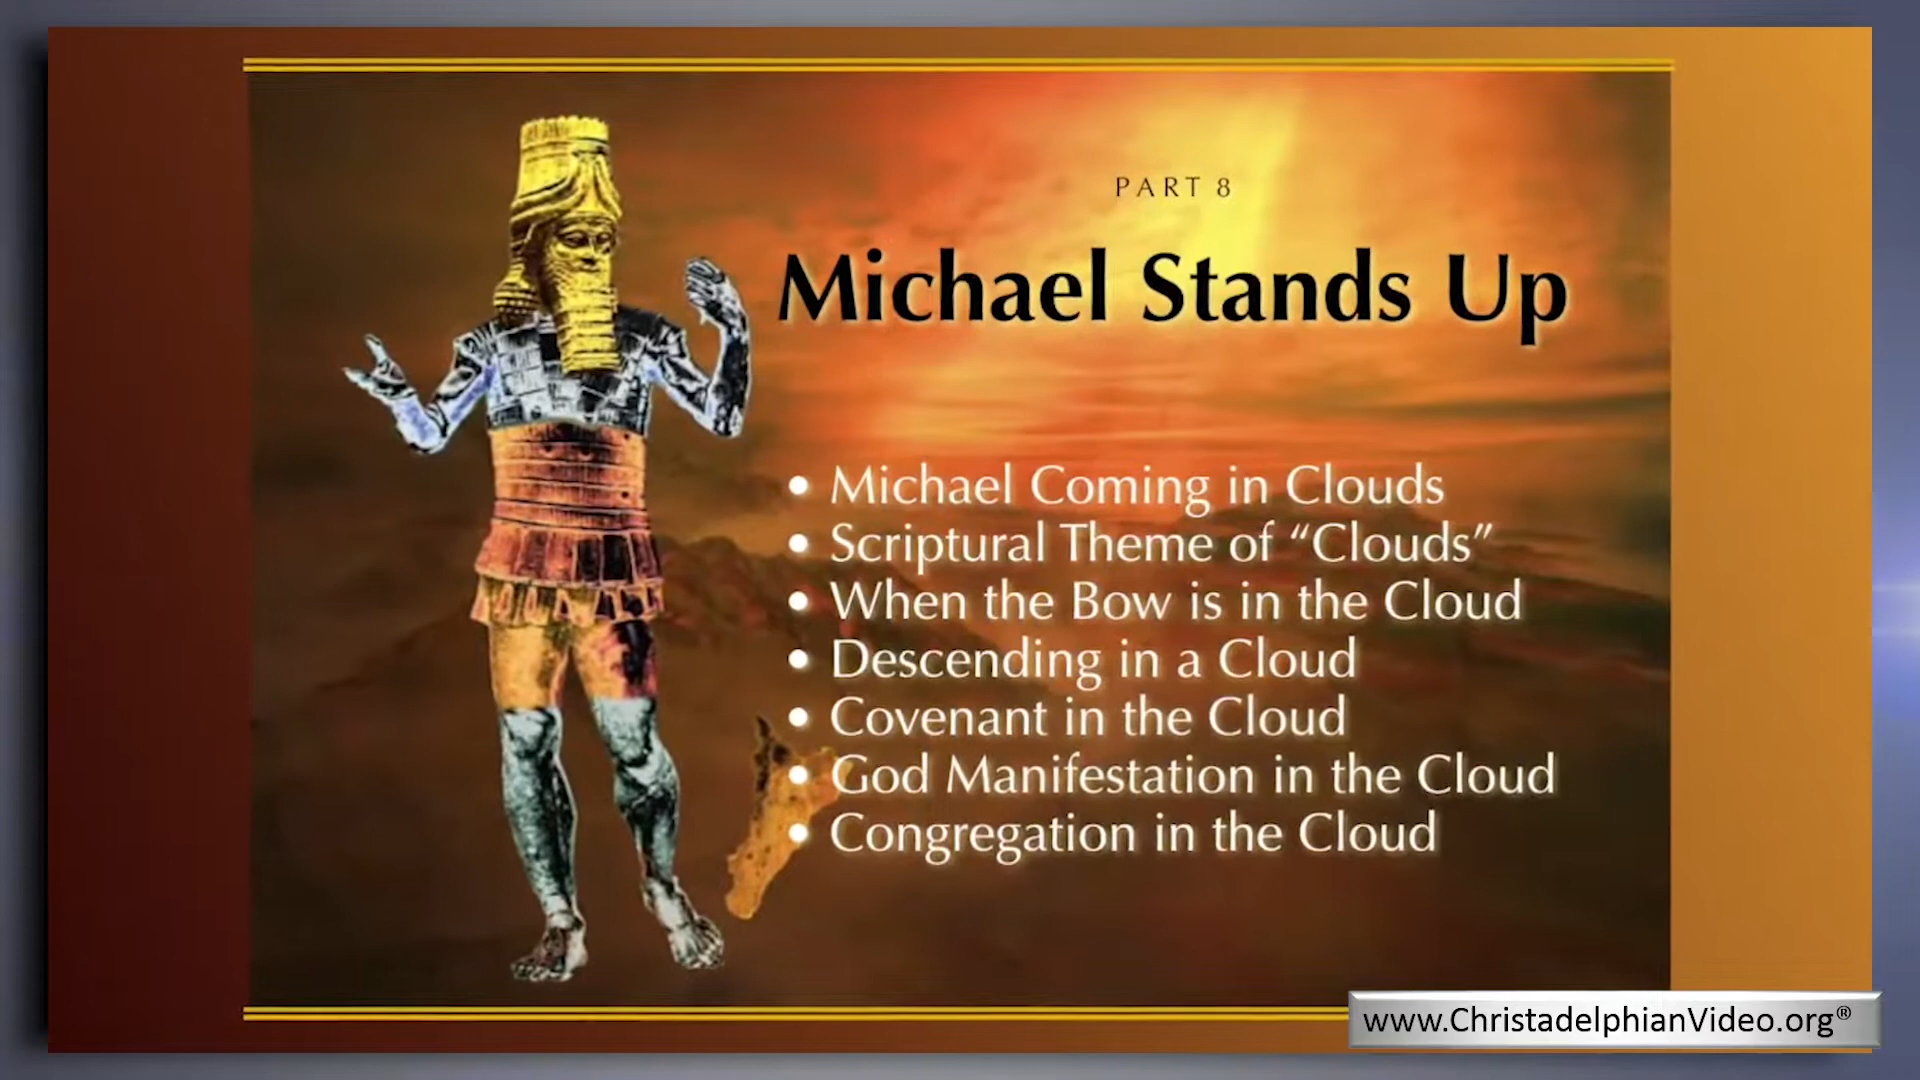 PART 8
Michael Stands Up
• Michael Coming in Clouds
• Scriptural Theme of “Clouds”
• When the Bow is in the Cloud
• Descending in a Cloud
• Covenant in the Cloud
• God Manifestation in the Cloud
• Congregation in the Cloud
www.ChristadelphianVideo.org®